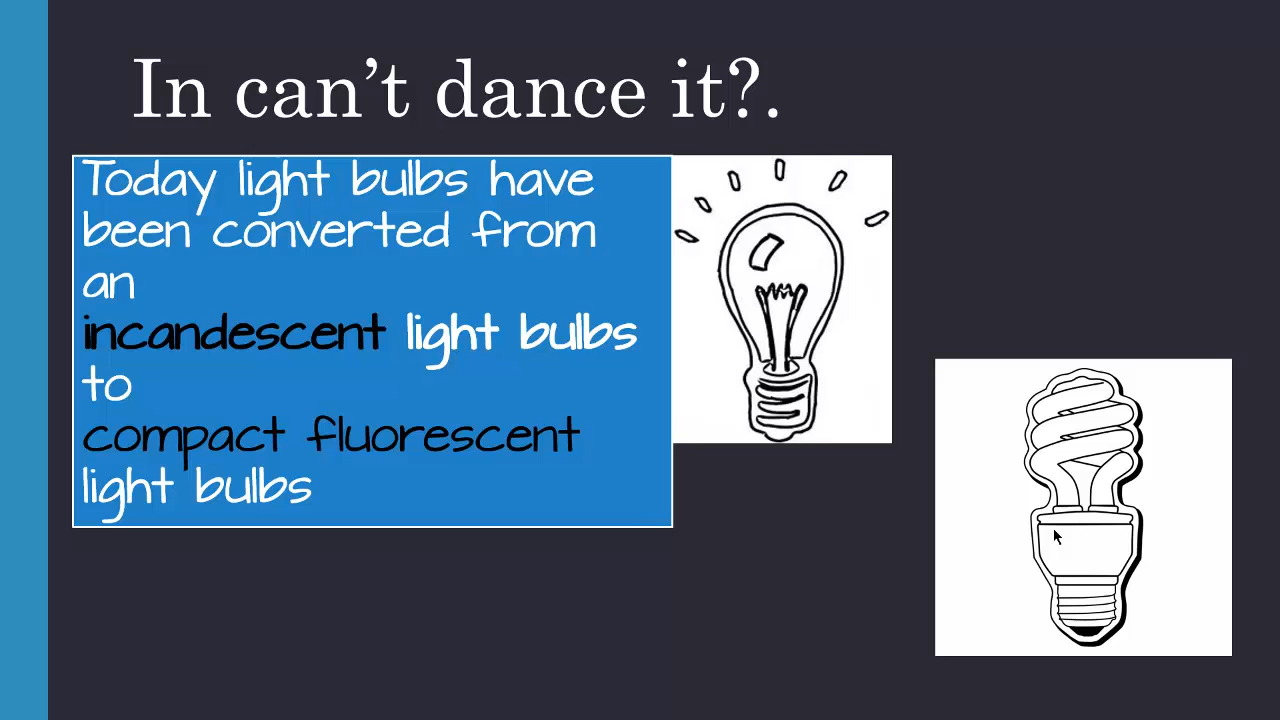 In can’t dance it?.
Today light bulbs have
been converted from
an
incandescent light bulbs
to
compact fluorescent
light bulbs